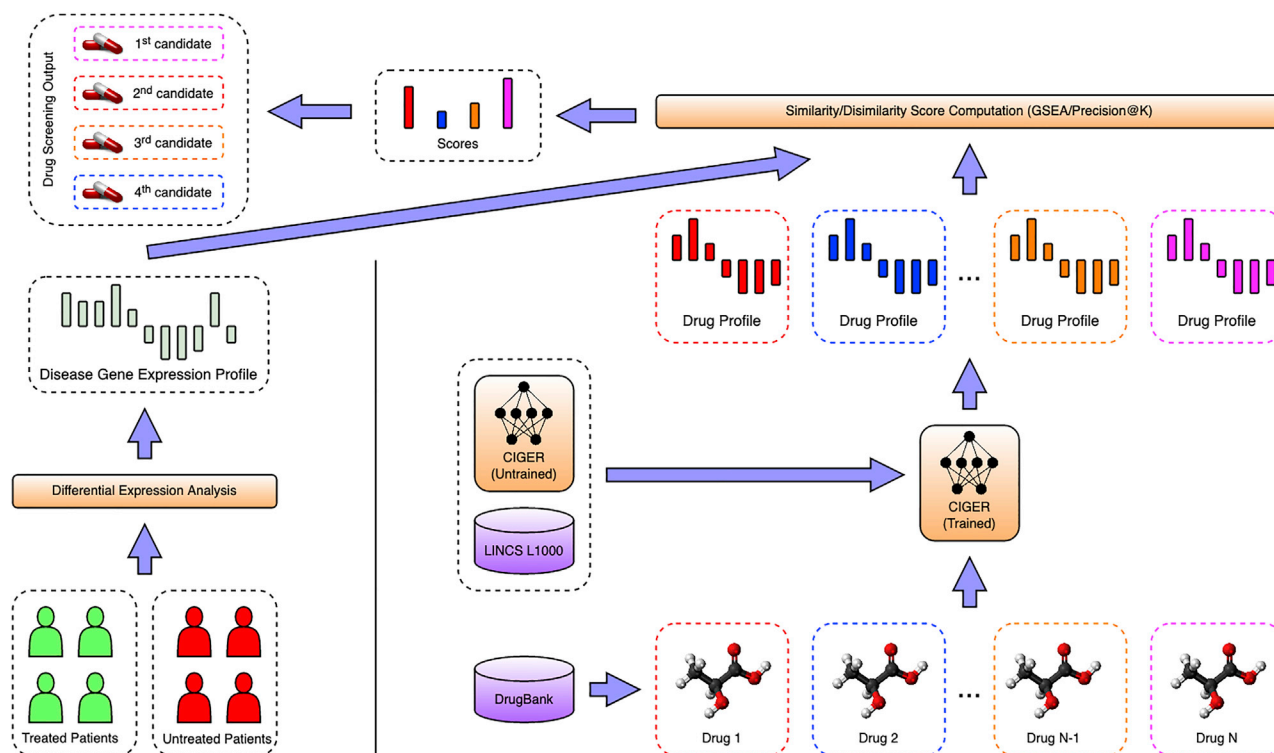 Drug Screening Output
1st candidate
2nd candidate
3rd candidate
4th candidate
Scores
Similarity/Disimilarity Score Computation (GSEA/Precision@K)
Drug Profile
Drug Profile
...
Drug Profile
Drug Profile
Disease Gene Expression Profile
Differential Expression Analysis
Treated Patients
Untreated Patients
CIGER
(Untrained)
LINCS L1000
CIGER
(Trained)
DrugBank
Drug 1
Drug 2
...
Drug N-1
Drug N